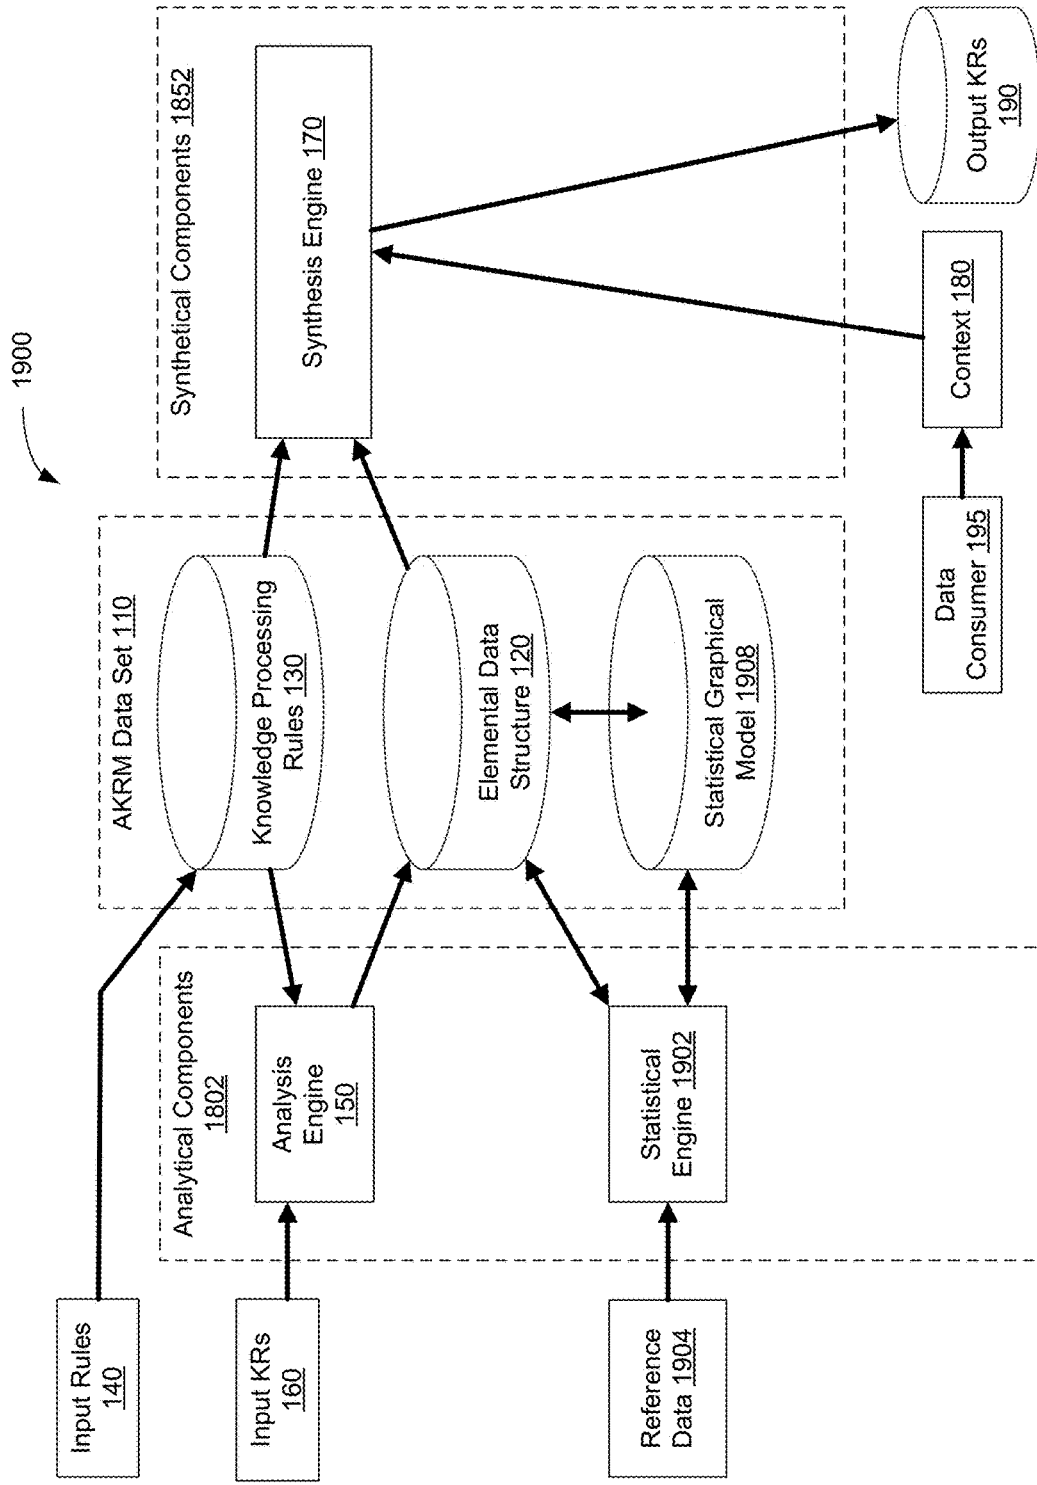 1900
Input Rules
140
Input KRs
160
Reference
Data 1904
Analytical Components
1802
Analysis
Engine
150
Statistical
Engine 1902
AKRM Data Set 110
Knowledge Processing
Rules 130
Elemental Data
Structure 120
Statistical Graphical
Model 1908
Synthetical Components 1852
Synthesis Engine 170
Data
Consumer 195
Context 180
Output KRs
190